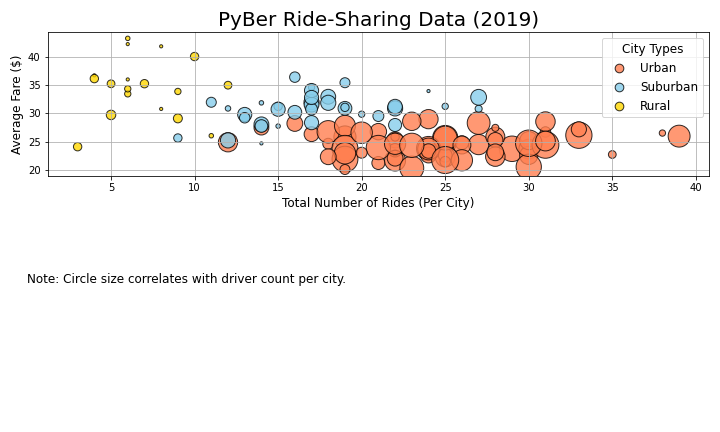 PyBer Ride-Sharing Data (2019)
Average Fare ($)
40
35
30
25
20
City Types
Urban
Suburban
Rural
5 10 15 20 25 30 35 40
Total Number of Rides (Per City)
Note: Circle size correlates with driver count per city.